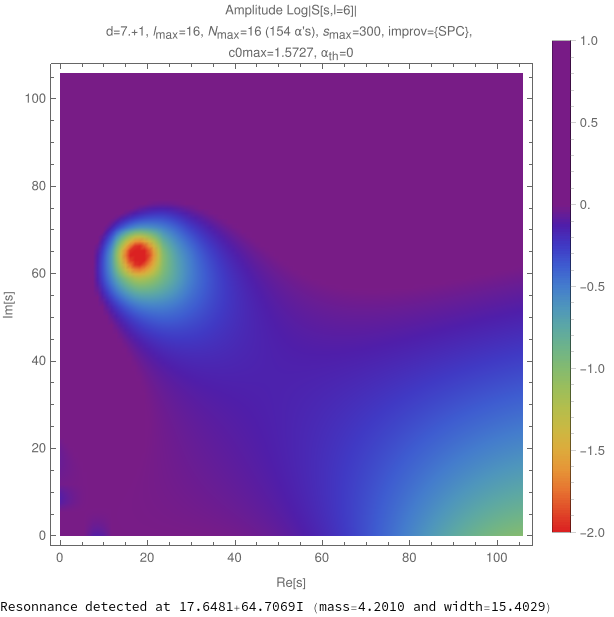 Amplitude Log|S[s,l=6]|
d=7.+1, lmax=16, Nmax=16 (154 α's), smax=300, improv={SPC},
c0max=1.5727, αth=0
1.0
0.5
0.
−0.5
−1.0
−1.5
−2.0
100
80
60
40
20
0
Im[s]
0 20 40 60 80 100
Re[s]
Resonnance detected at 17.6481+64.7069I (mass=4.2010 and width=15.4029)